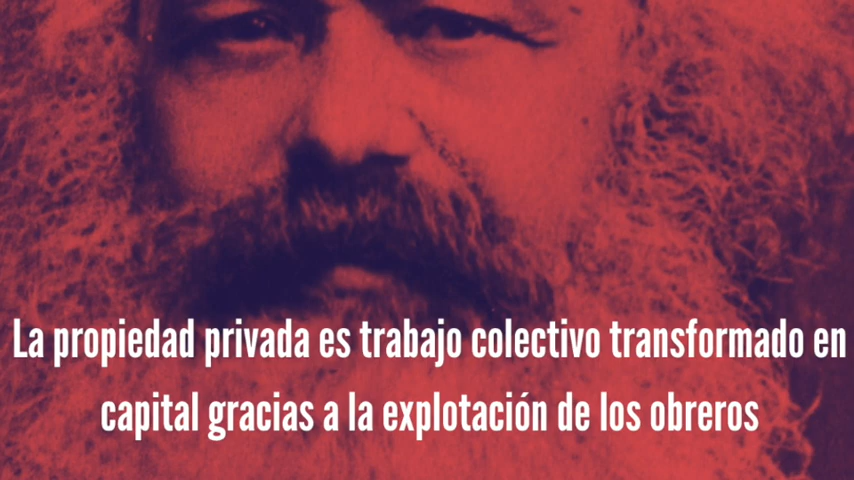 La propiedad privada es trabajo colectivo transformado en
capital gracias a la explotación de los obreros